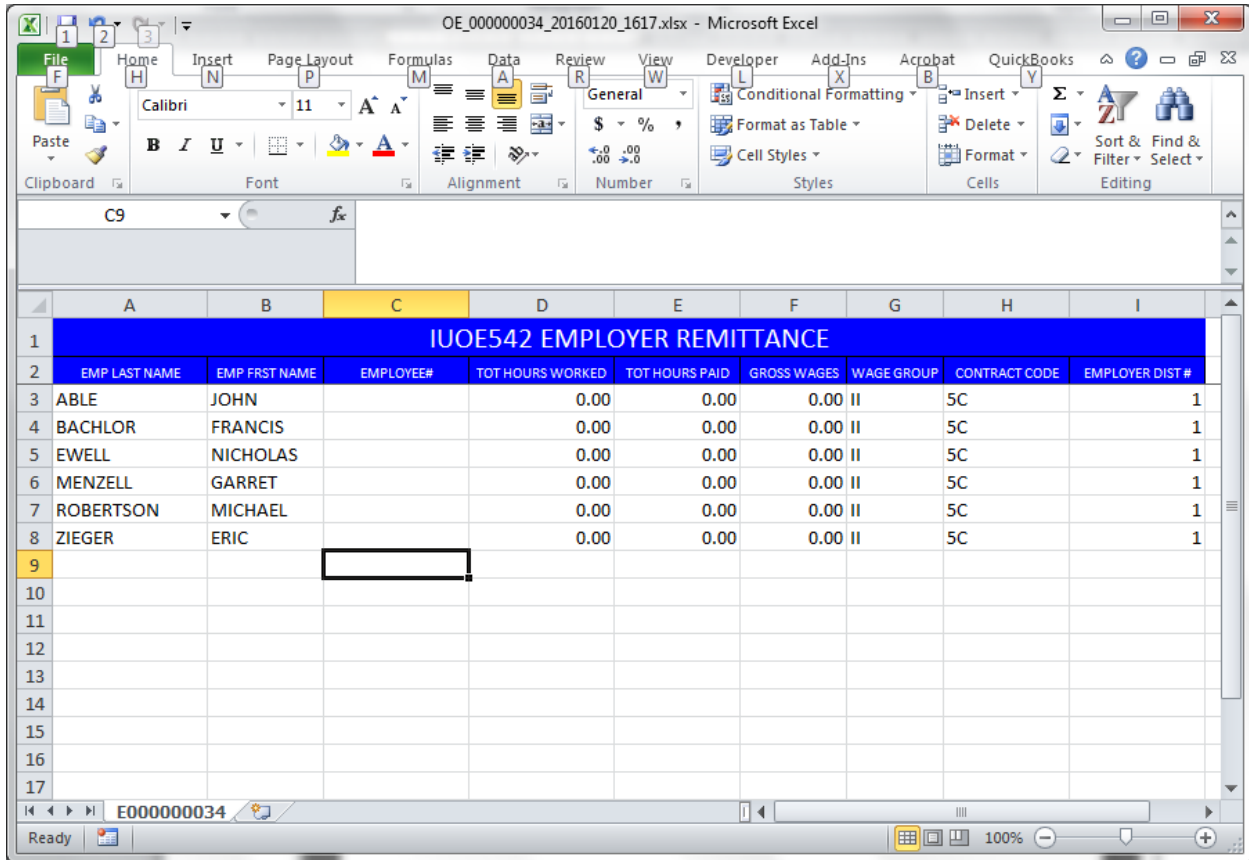 OE_000000034_20160120_1617.xlsx - Microsoft Excel
1 2 3
File Home Insert Page Layout Formulas Data Review View Developer Add-Ins Acrobat QuickBooks
F H N P M A R W L X B Y
Calibri 11 A A General Conditional Formatting Insert Σ
Paste $ % , Format as Table Delete Sort & Find &
B I U A .00 .00 Cell Styles Format Filter Select
Clipboard Font Alignment Number Styles Cells Editing
C9 fx
A B C D E F G H I
1 IUOE542 EMPLOYER REMITTANCE
2 EMP LAST NAME EMP FRST NAME EMPLOYEE# TOT HOURS WORKED TOT HOURS PAID GROSS WAGES WAGE GROUP CONTRACT CODE EMPLOYER DIST #
3 ABLE JOHN 0.00 0.00 0.00 II 5C 1
4 BACHLOR FRANCIS 0.00 0.00 0.00 II 5C 1
5 EWELL NICHOLAS 0.00 0.00 0.00 II 5C 1
6 MENZELL GARRET 0.00 0.00 0.00 II 5C 1
7 ROBERTSON MICHAEL 0.00 0.00 0.00 II 5C 1
8 ZIEGER ERIC 0.00 0.00 0.00 II 5C 1
9
10
11
12
13
14
15
16
17
E000000034
Ready 100%